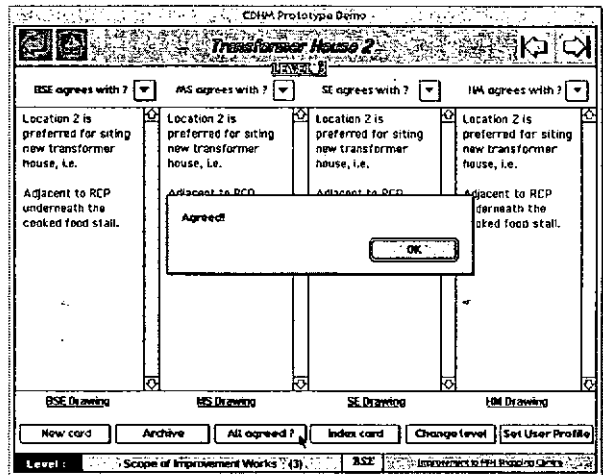 CDHM Prototype Demo
Transformer House 2
LEVEL 3
BSE agrees with ?
MS agrees with ?
SE agrees with ?
HM agrees with ?
Location 2 is
preferred for siting
new transformer
house, i.e.
Adjacent to RCP
underneath the
cooked food stall.
Location 2 is
preferred for siting
new transformer
house, i.e.
Adjacent to RCP
Location 2 is
preferred for siting
new transformer
house, i.e.
Adjacent to RCP
Location 2 is
preferred for siting
new transformer
house, i.e.
Adjacent to RCP
underneath the
cooked food stall.
Agreed!!
OK
BSE Drawing
MS Drawing
SE Drawing
HM Drawing
New card
Archive
All agreed ?
Index card
Change level
Set User Profile
Level :
Scope of Improvement Works
(3)
BSE